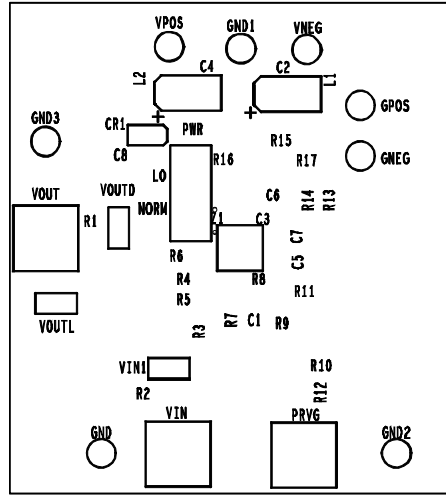 VPOS
GND1
VNEG
L2
C4
C2
L1
GPOS
GND3
CR1
PWR
R15
C8
R16
R17
GNEG
VOUT
VOUTD
LO
R1
NORM
C6
R14
R13
Z1
C3
C7
R6
C5
R4
R8
R5
R11
VOUTL
R3
R7
C1
R9
VIN1
R10
R2
R12
GND
VIN
PRVG
GND2